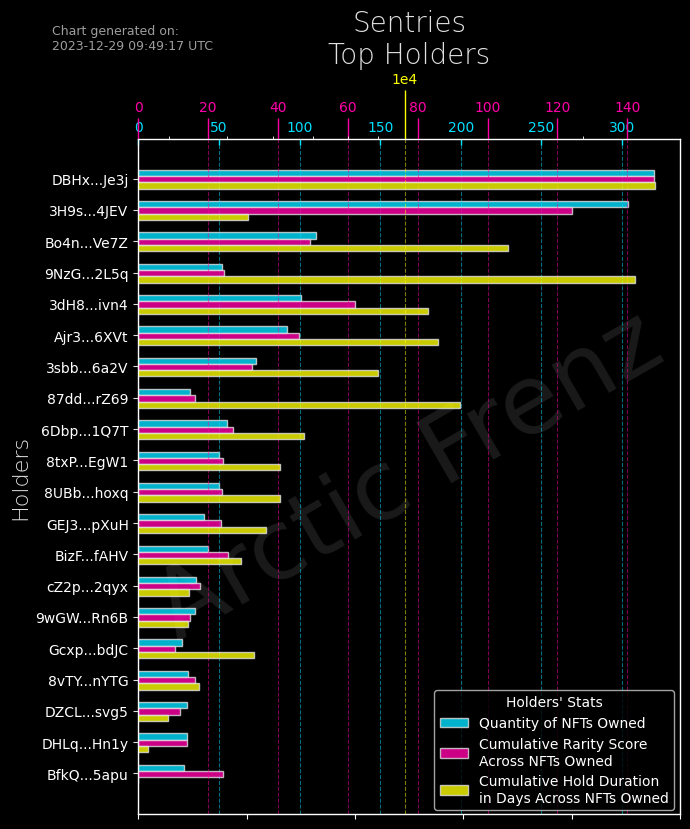 Chart generated on:
2023-12-29 09:49:17 UTC
Sentries
Top Holders
1e4
0 20 40 60 80 100 120 140
0 50 100 150 200 250 300
Holders
DBHx...Je3j
3H9s...4JEV
Bo4n...Ve7Z
9NzG...2L5q
3dH8...ivn4
Ajr3...6XVt
3sbb...6a2V
87dd...rZ69
6Dbp...1Q7T
8txP...EgW1
8UBb...hoxq
GEJ3...pXuH
BizF...fAHV
cZ2p...2qyx
9wGW...Rn6B
Gcxp...bdJC
8vTY...nYTG
DZCL...svg5
DHLq...Hn1y
BfkQ...5apu
Arctic Frenz
Holders' Stats
Quantity of NFTs Owned
Cumulative Rarity Score
Across NFTs Owned
Cumulative Hold Duration
in Days Across NFTs Owned